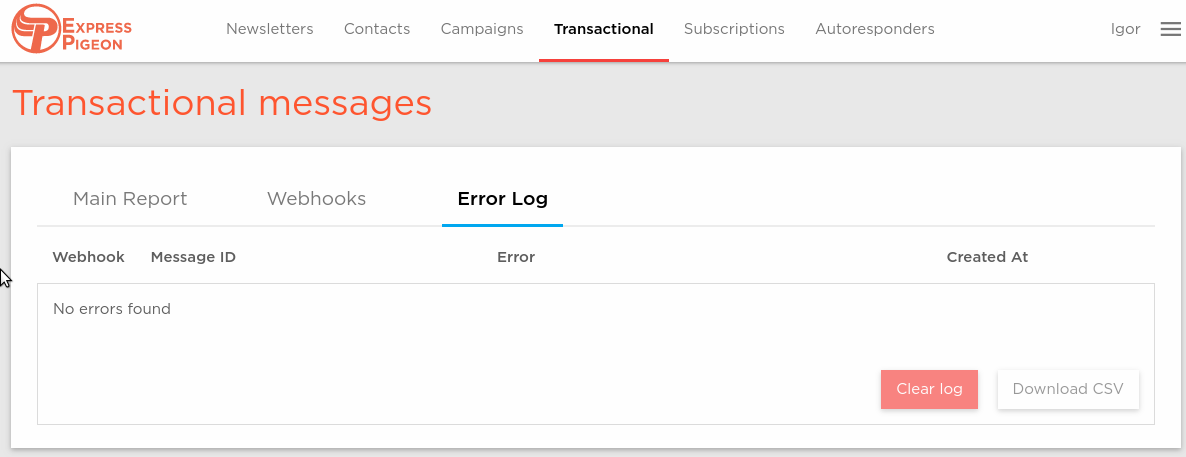 Express
Pigeon
Newsletters Contacts Campaigns Transactional Subscriptions Autoresponders Igor
Transactional messages
Main Report Webhooks Error Log
Webhook Message ID Error Created At
No errors found
Clear log Download CSV